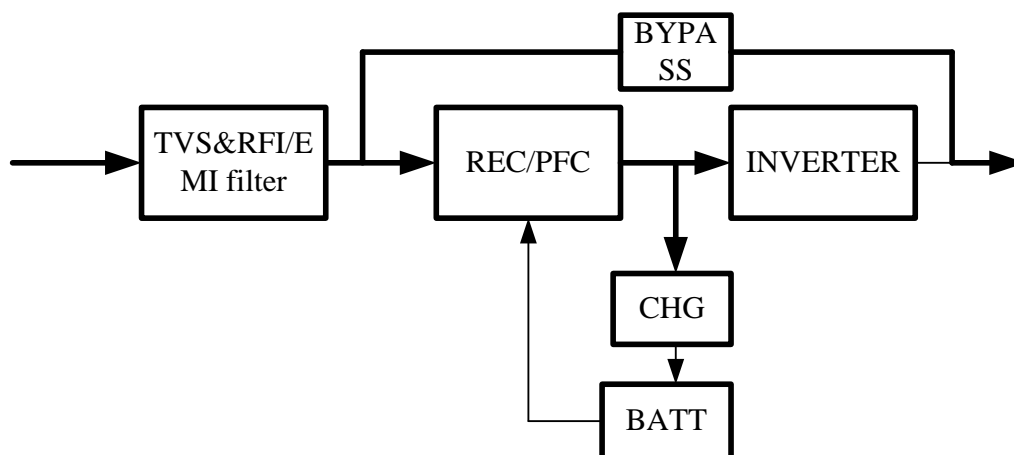 BYPA
SS
TVS&RFI/E
MI filter
REC/PFC
INVERTER
CHG
BATT